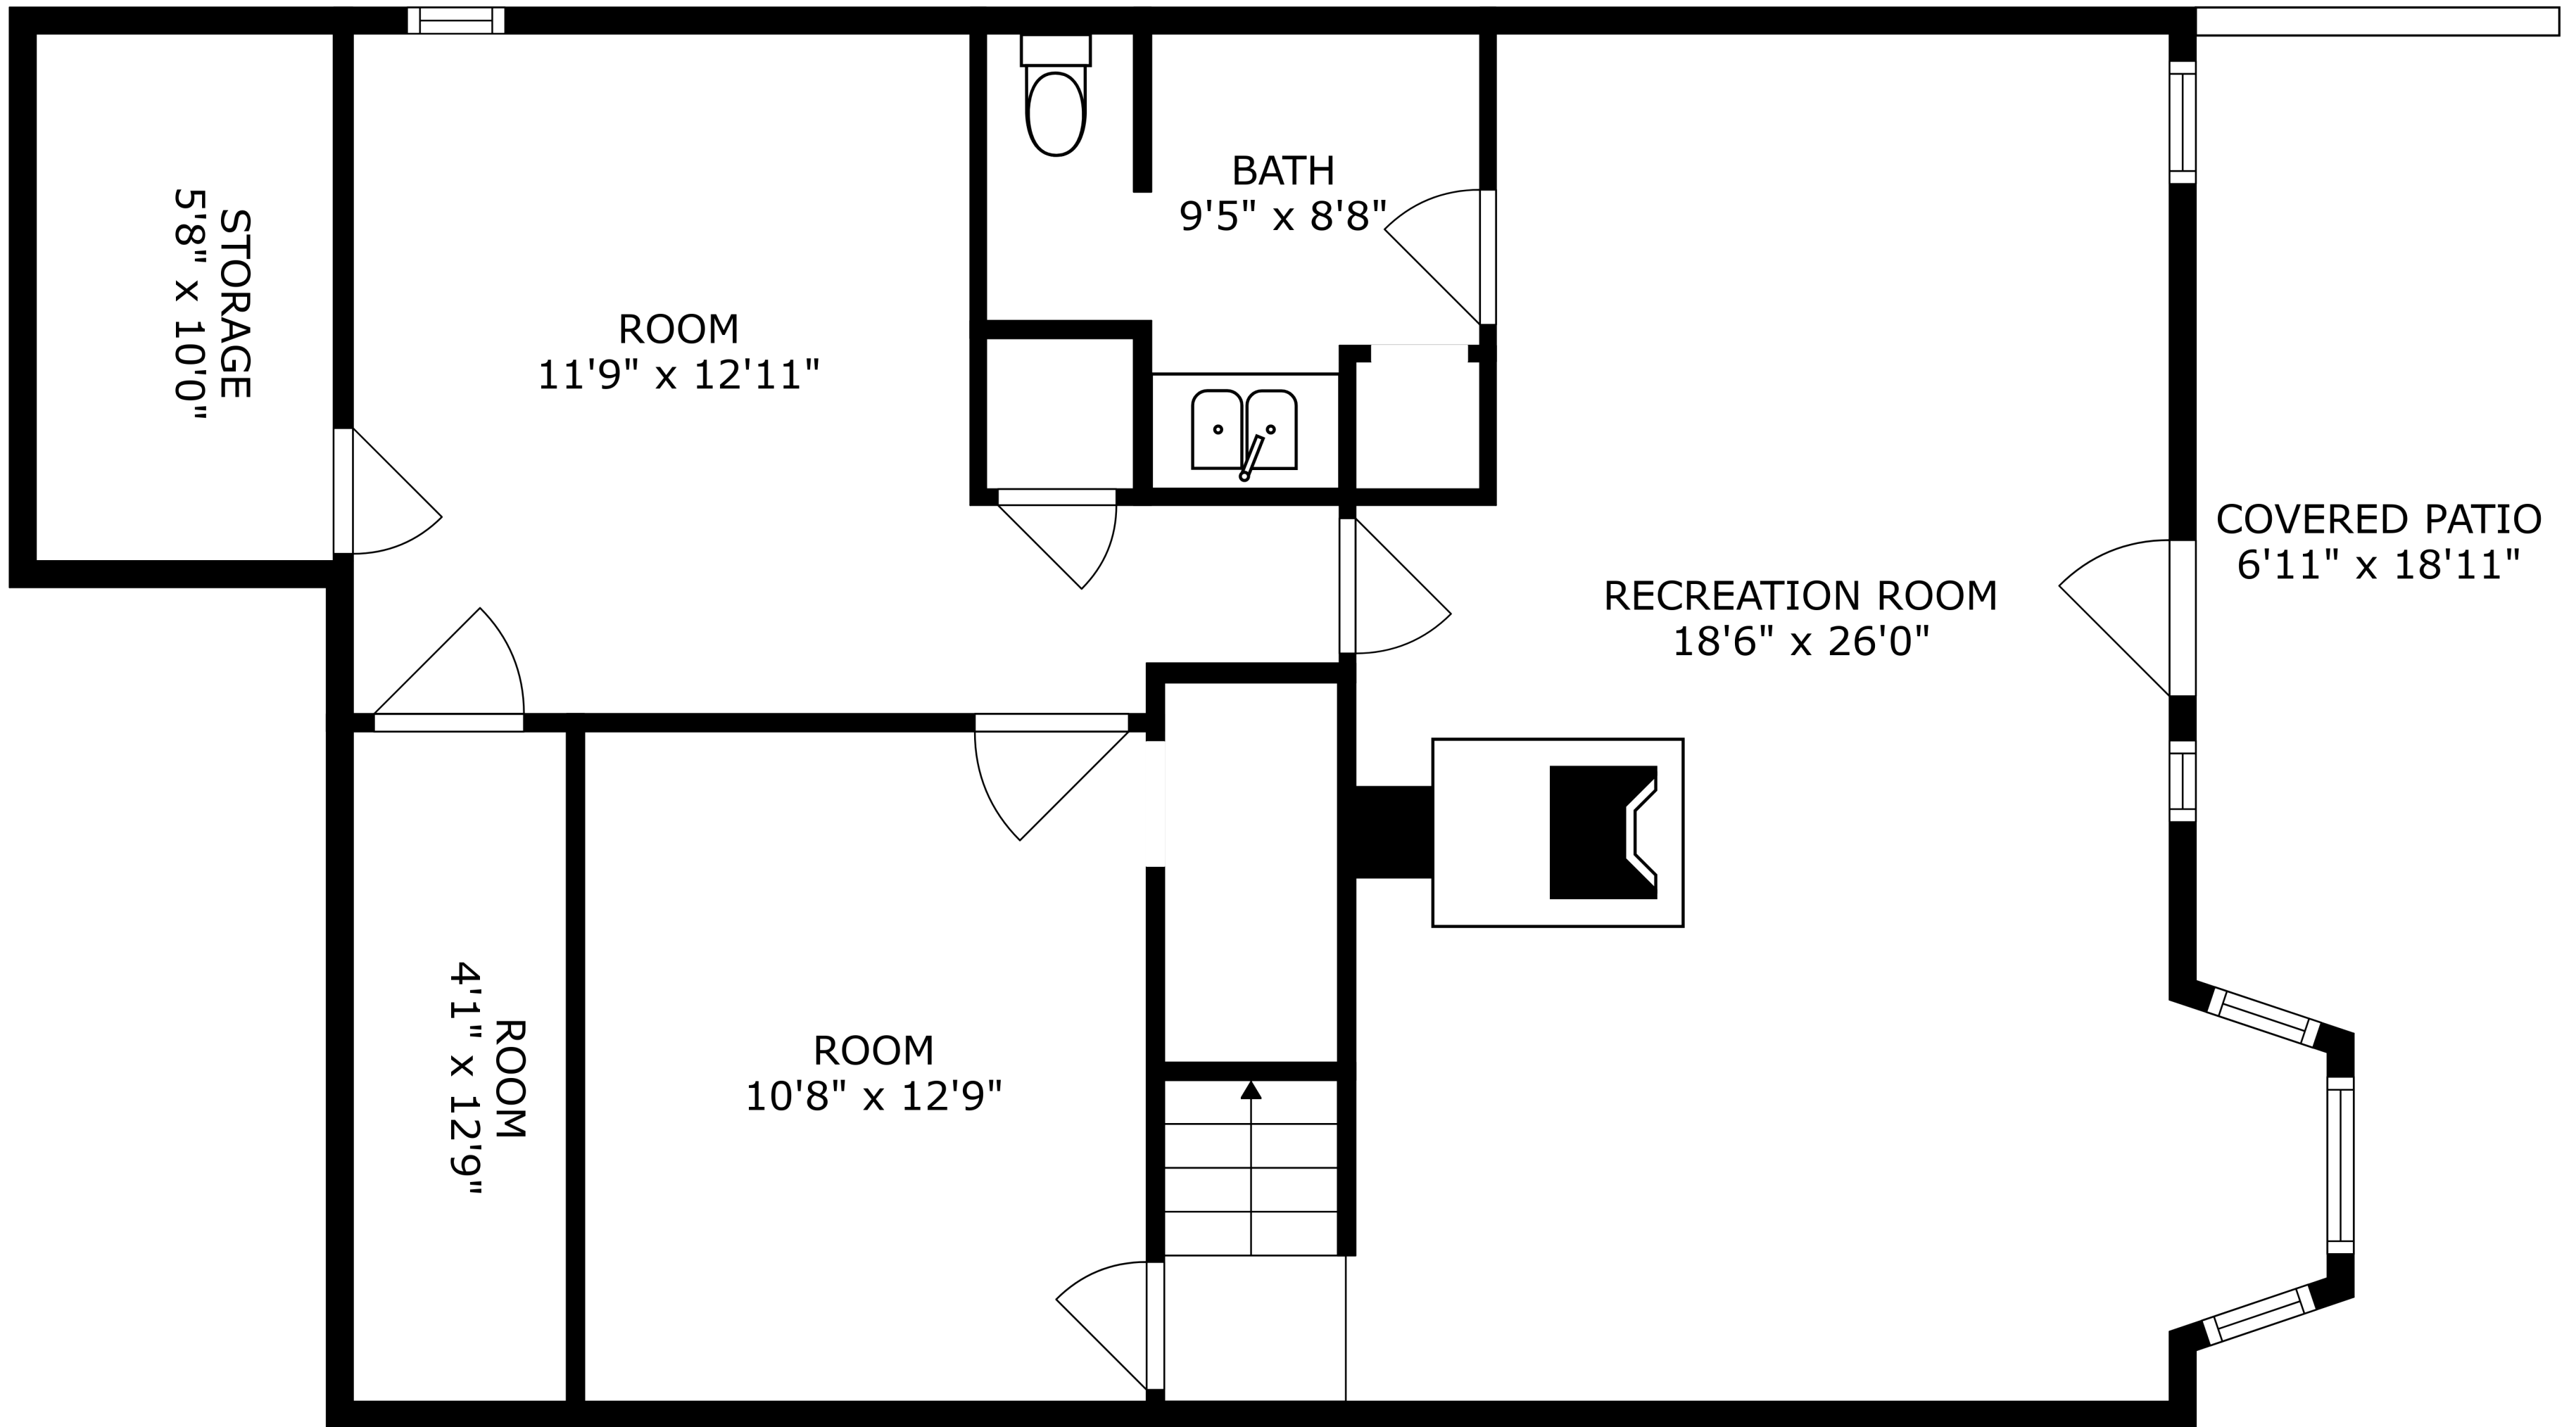 STORAGE
5'8" x 10'0"
ROOM
11'9" x 12'11"
BATH
9'5" x 8'8"
RECREATION ROOM
18'6" x 26'0"
COVERED PATIO
6'11" x 18'11"
ROOM
4'1" x 12'9"
ROOM
10'8" x 12'9"